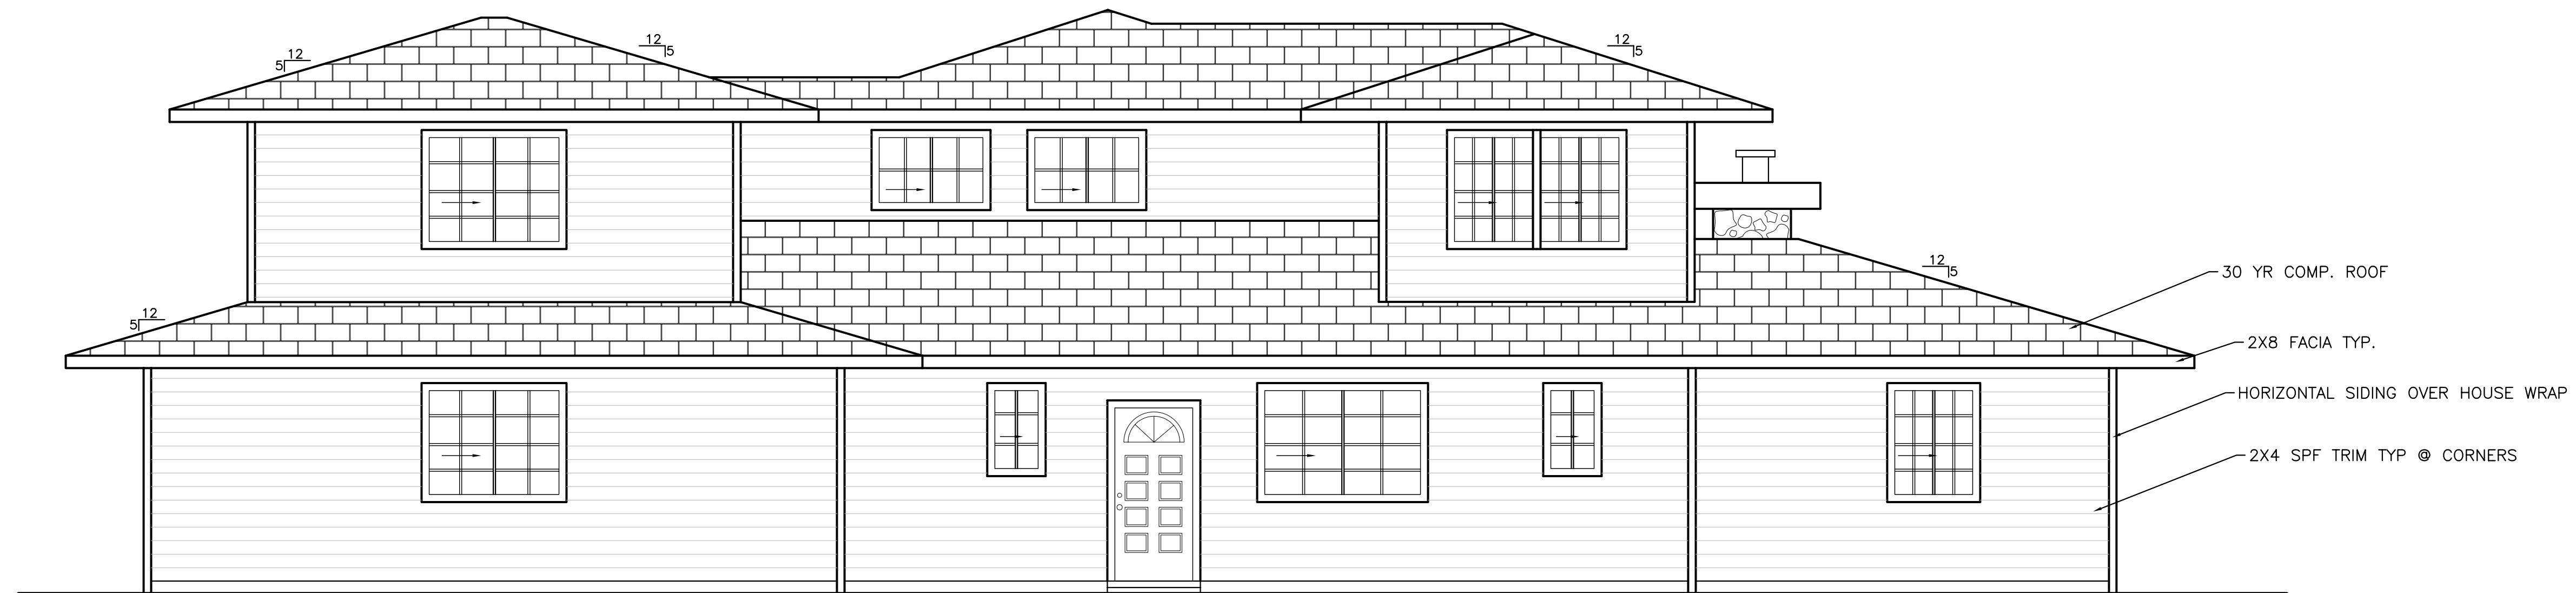 12
5
12
5
12
5
12
5
12
5
30 YR COMP. ROOF
2X8 FACIA TYP.
HORIZONTAL SIDING OVER HOUSE WRAP
2X4 SPF TRIM TYP @ CORNERS